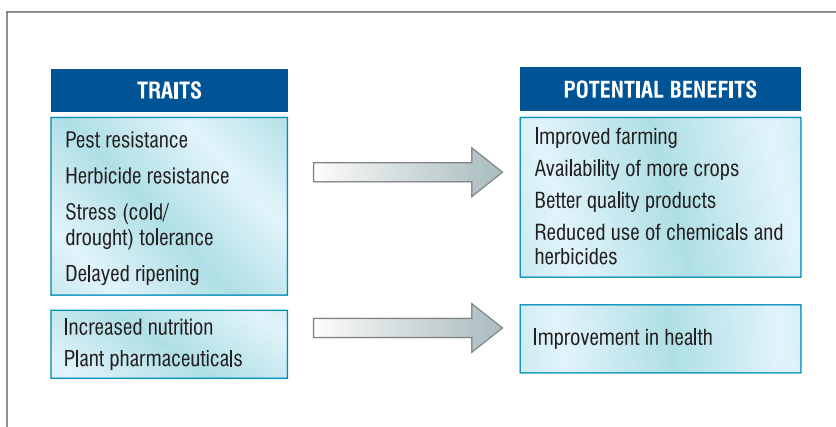 TRAITS
Pest resistance
Herbicide resistance
Stress (cold/
drought) tolerance
Delayed ripening
Increased nutrition
Plant pharmaceuticals
POTENTIAL BENEFITS
Improved farming
Availability of more crops
Better quality products
Reduced use of chemicals and
herbicides
Improvement in health